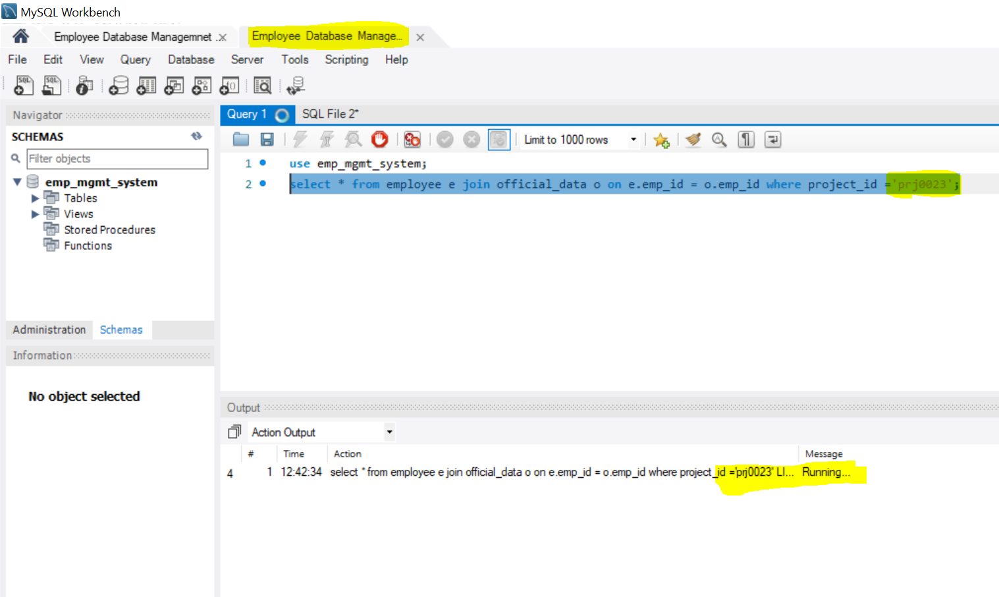 MySQL Workbench
Employee Database Managemnet .
Employee Database Manage...
File Edit View Query Database Server Tools Scripting Help
SQL SQL
Navigator
SCHEMAS
Filter objects
emp_mgmt_system
Tables
Views
Stored Procedures
Functions
Administration Schemas
Information
No object selected
Query 1 SQL File 2*
Limit to 1000 rows
1 use emp_mgmt_system;
2 select * from employee e join official_data o on e.emp_id = o.emp_id where project_id ='prj0023';
Output
Action Output
# Time Action Message
4 1 12:42:34 select * from employee e join official_data o on e.emp_id = o.emp_id where project_id ='prj0023' LI... Running...